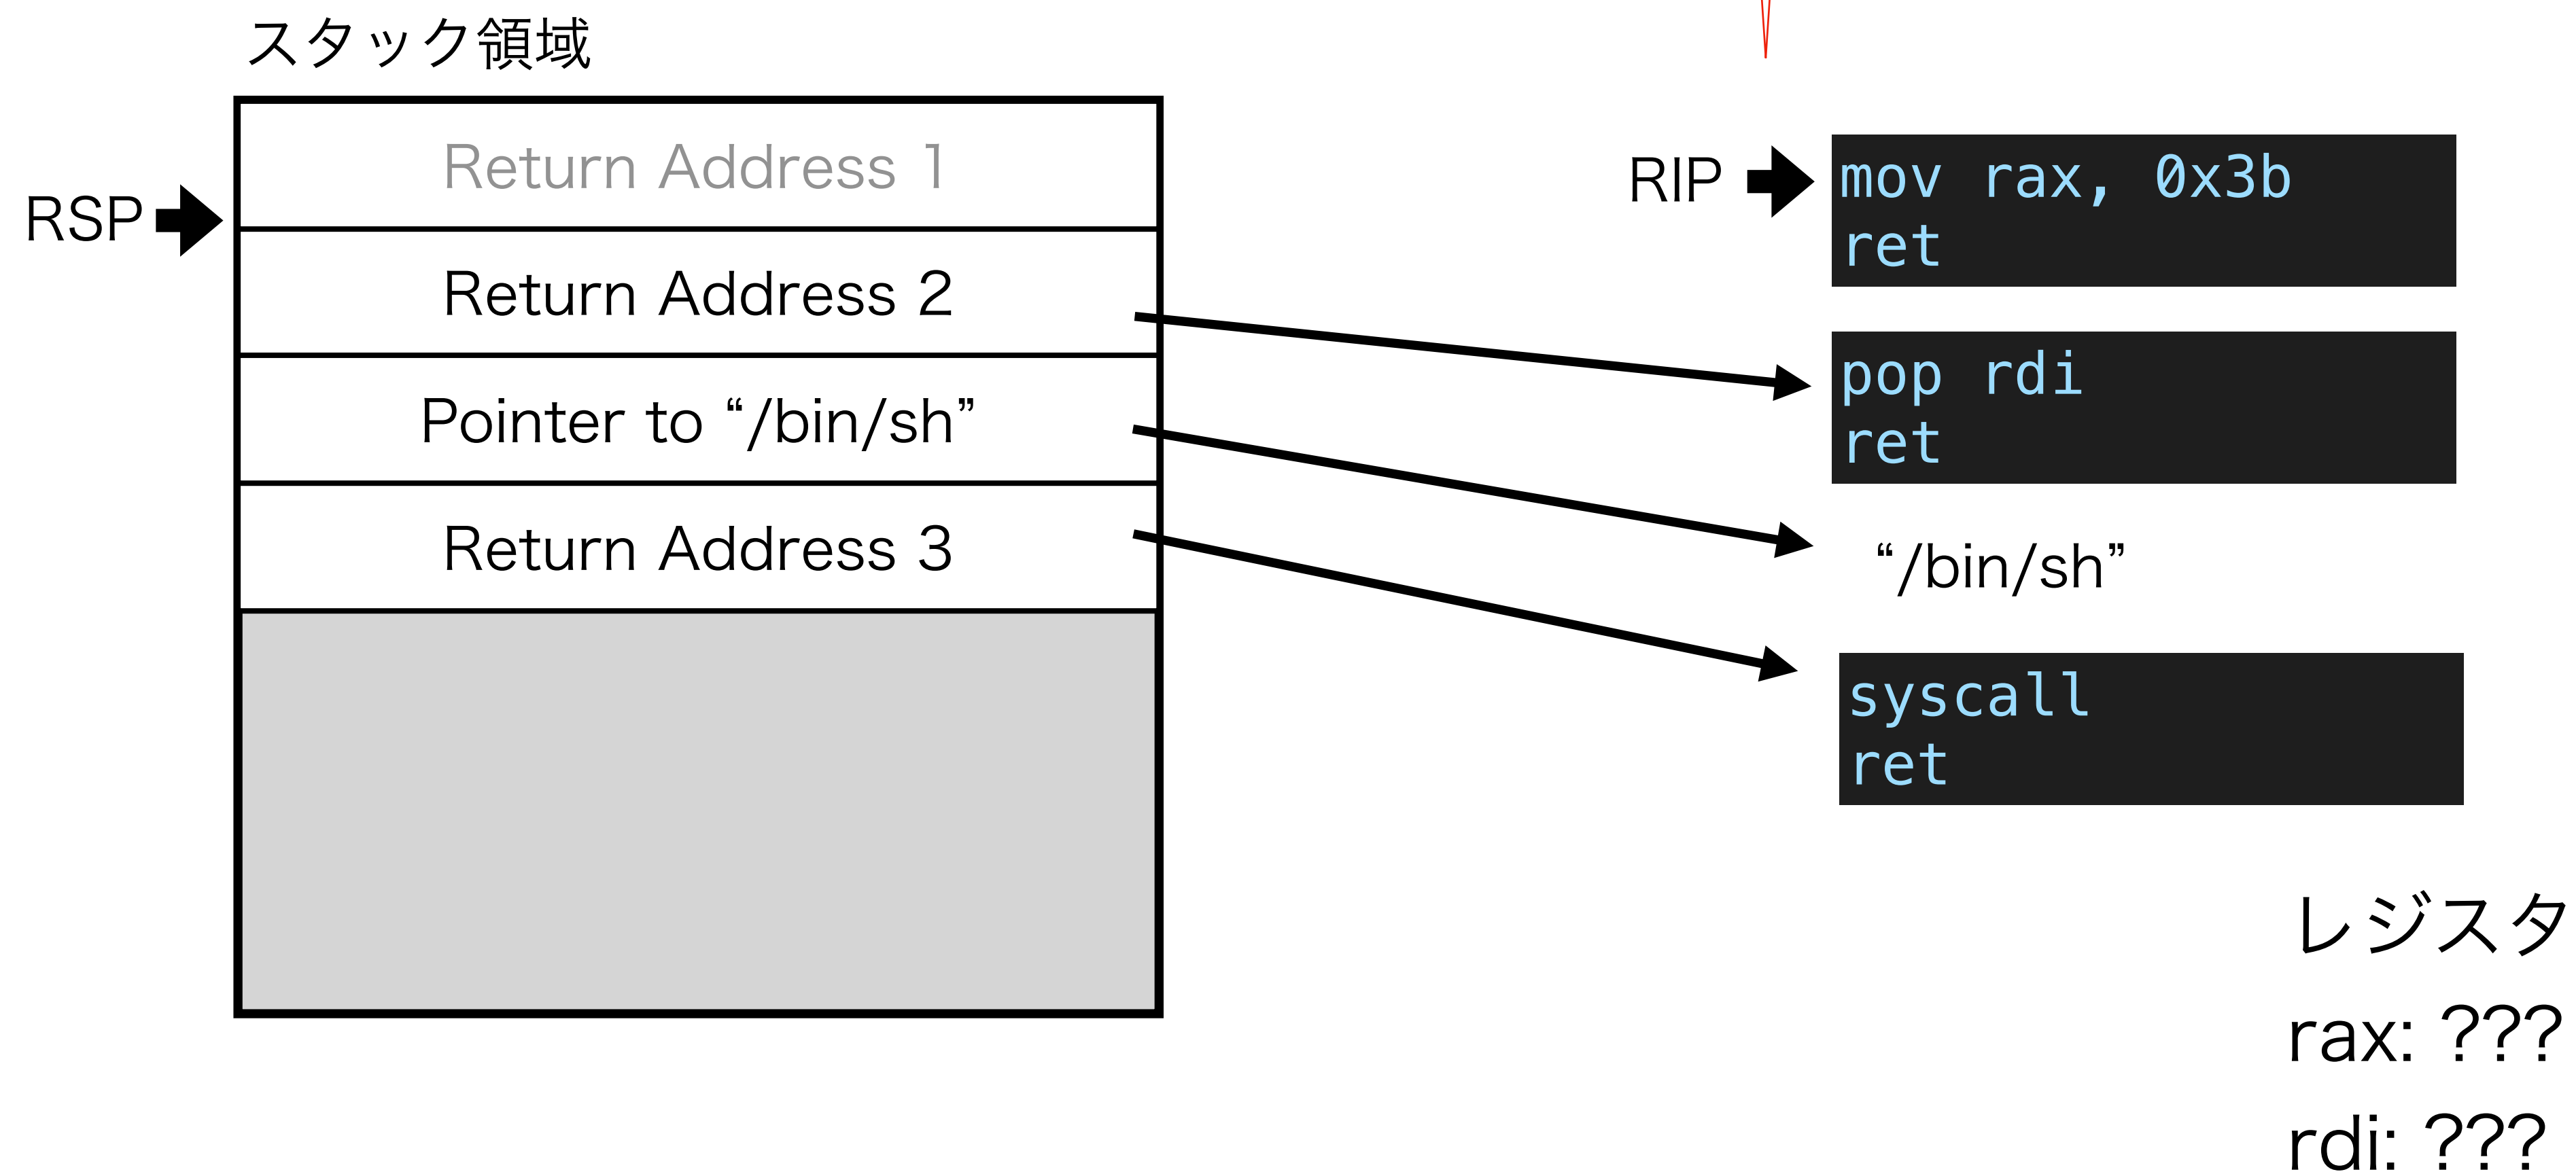 スタック領域
Return Address 1
RSP
Return Address 2
Pointer to “/bin/sh”
Return Address 3
RIP
mov rax, 0x3b
ret
pop rdi
ret
“/bin/sh”
syscall
ret
レジスタ
rax: ???
rdi: ???